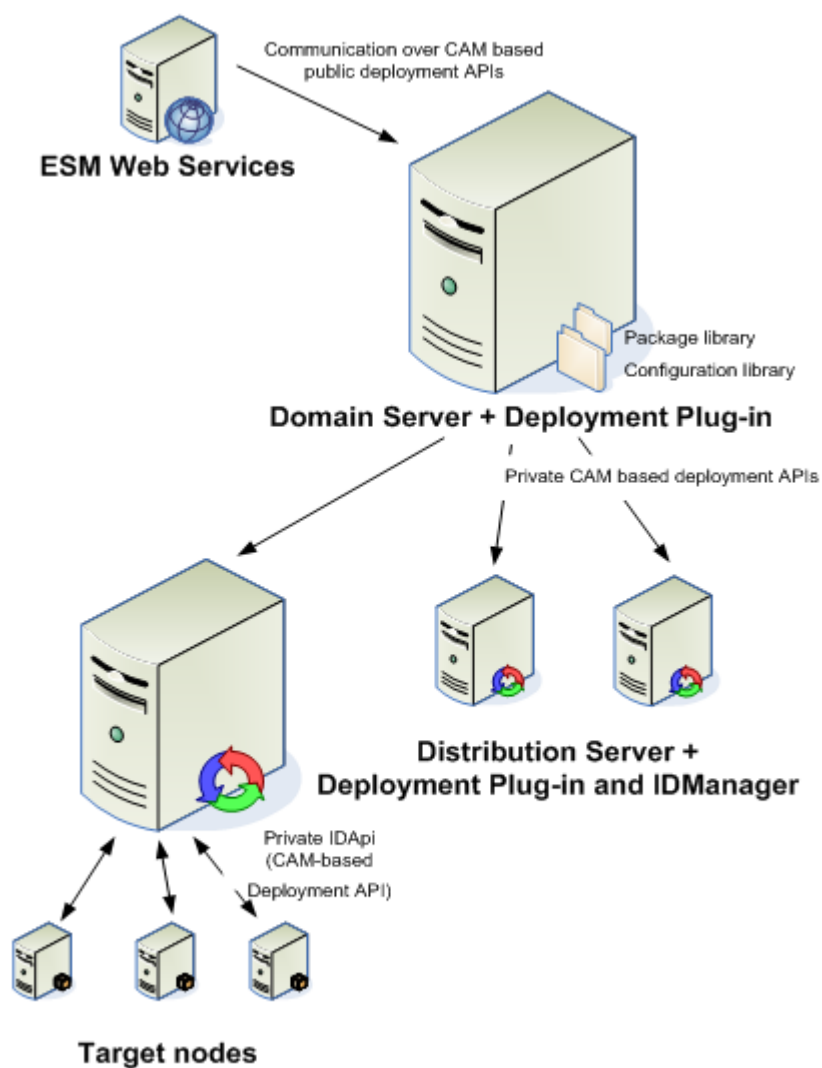 Communication over CAM based
public deployment APIs
ESM Web Services
Package library
Configuration library
Domain Server + Deployment Plug-in
Private CAM based deployment APIs
Distribution Server +
Deployment Plug-in and IDManager
Private IDApi
(CAM-based
Deployment API)
Target nodes